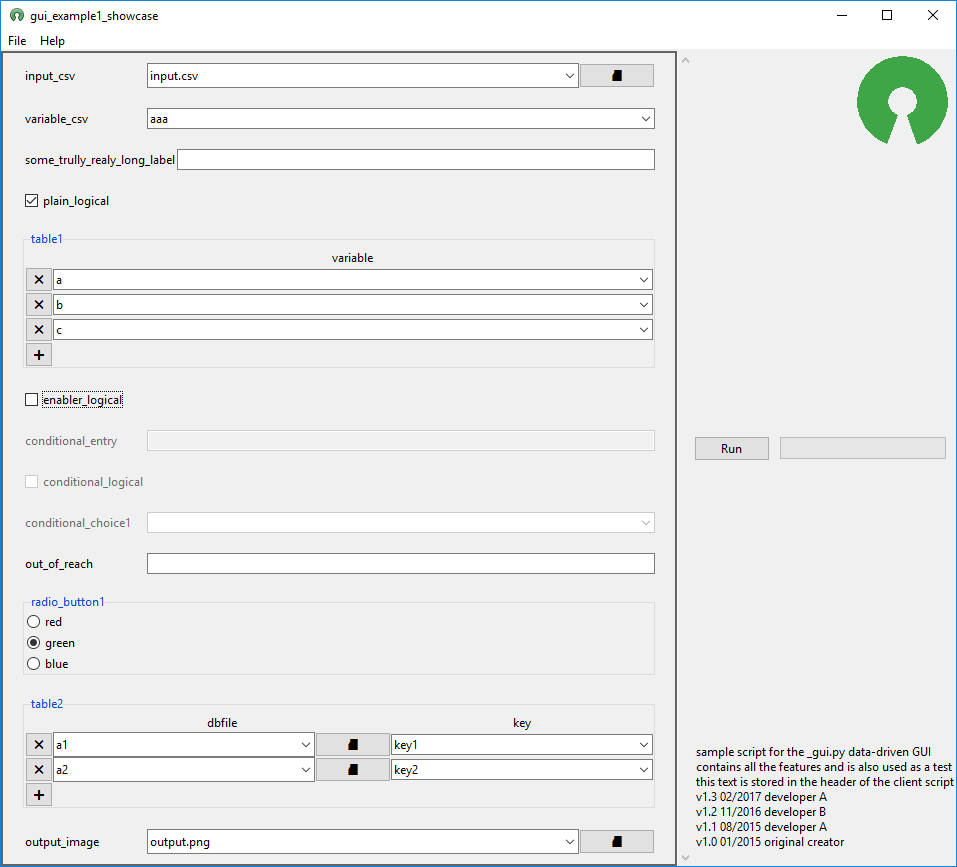 gui_example1_showcase
File Help
input_csv input.csv
variable_csv aaa
some_trully_realy_long_label
plain_logical
table1
variable
a
b
c
enabler_logical
conditional_entry
Run
conditional_logical
conditional_choice1
out_of_reach
radio_button1
red
green
blue
table2
dbfile key
a1 key1
a2 key2
output_image output.png
sample script for the _gui.py data-driven GUI
contains all the features and is also used as a test
this text is stored in the header of the client script
v1.3 02/2017 developer A
v1.2 11/2016 developer B
v1.1 08/2015 developer A
v1.0 01/2015 original creator